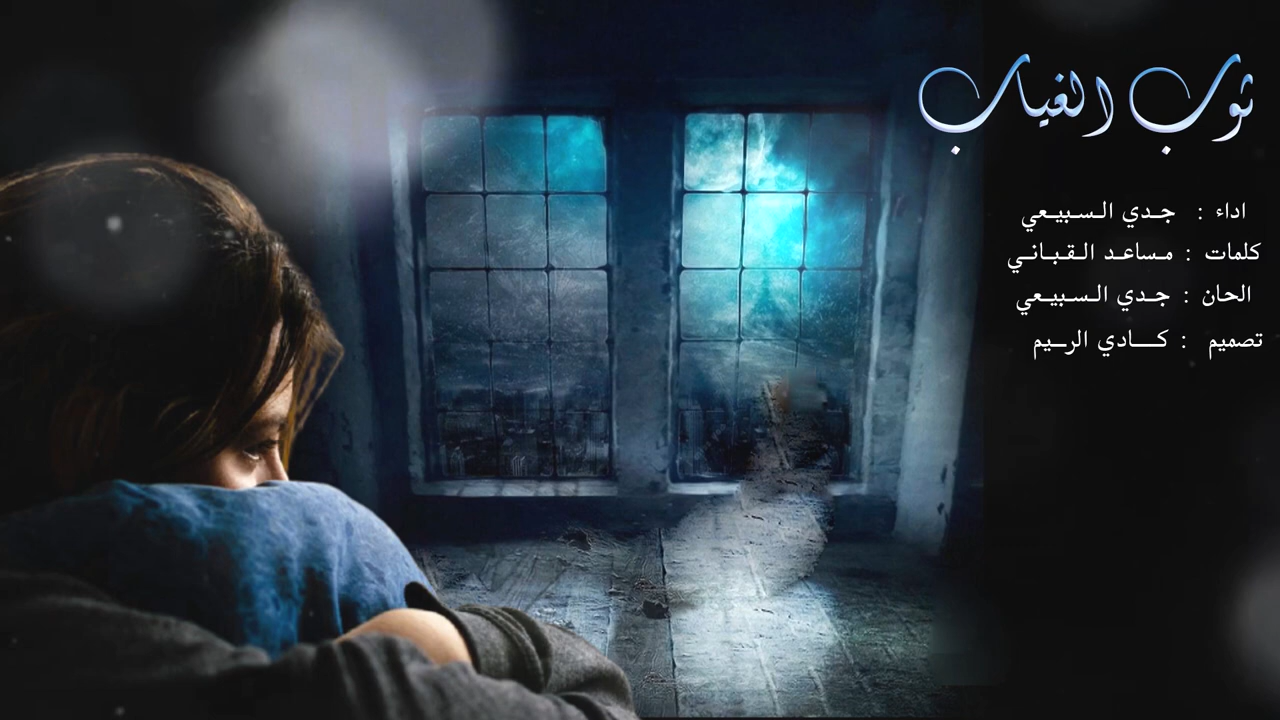 ثوب الغياب
اداء : جدي السبيعي
كلمات : مساعد القباني
الحان : جدي السبيعي
تصميم : كادي الريم